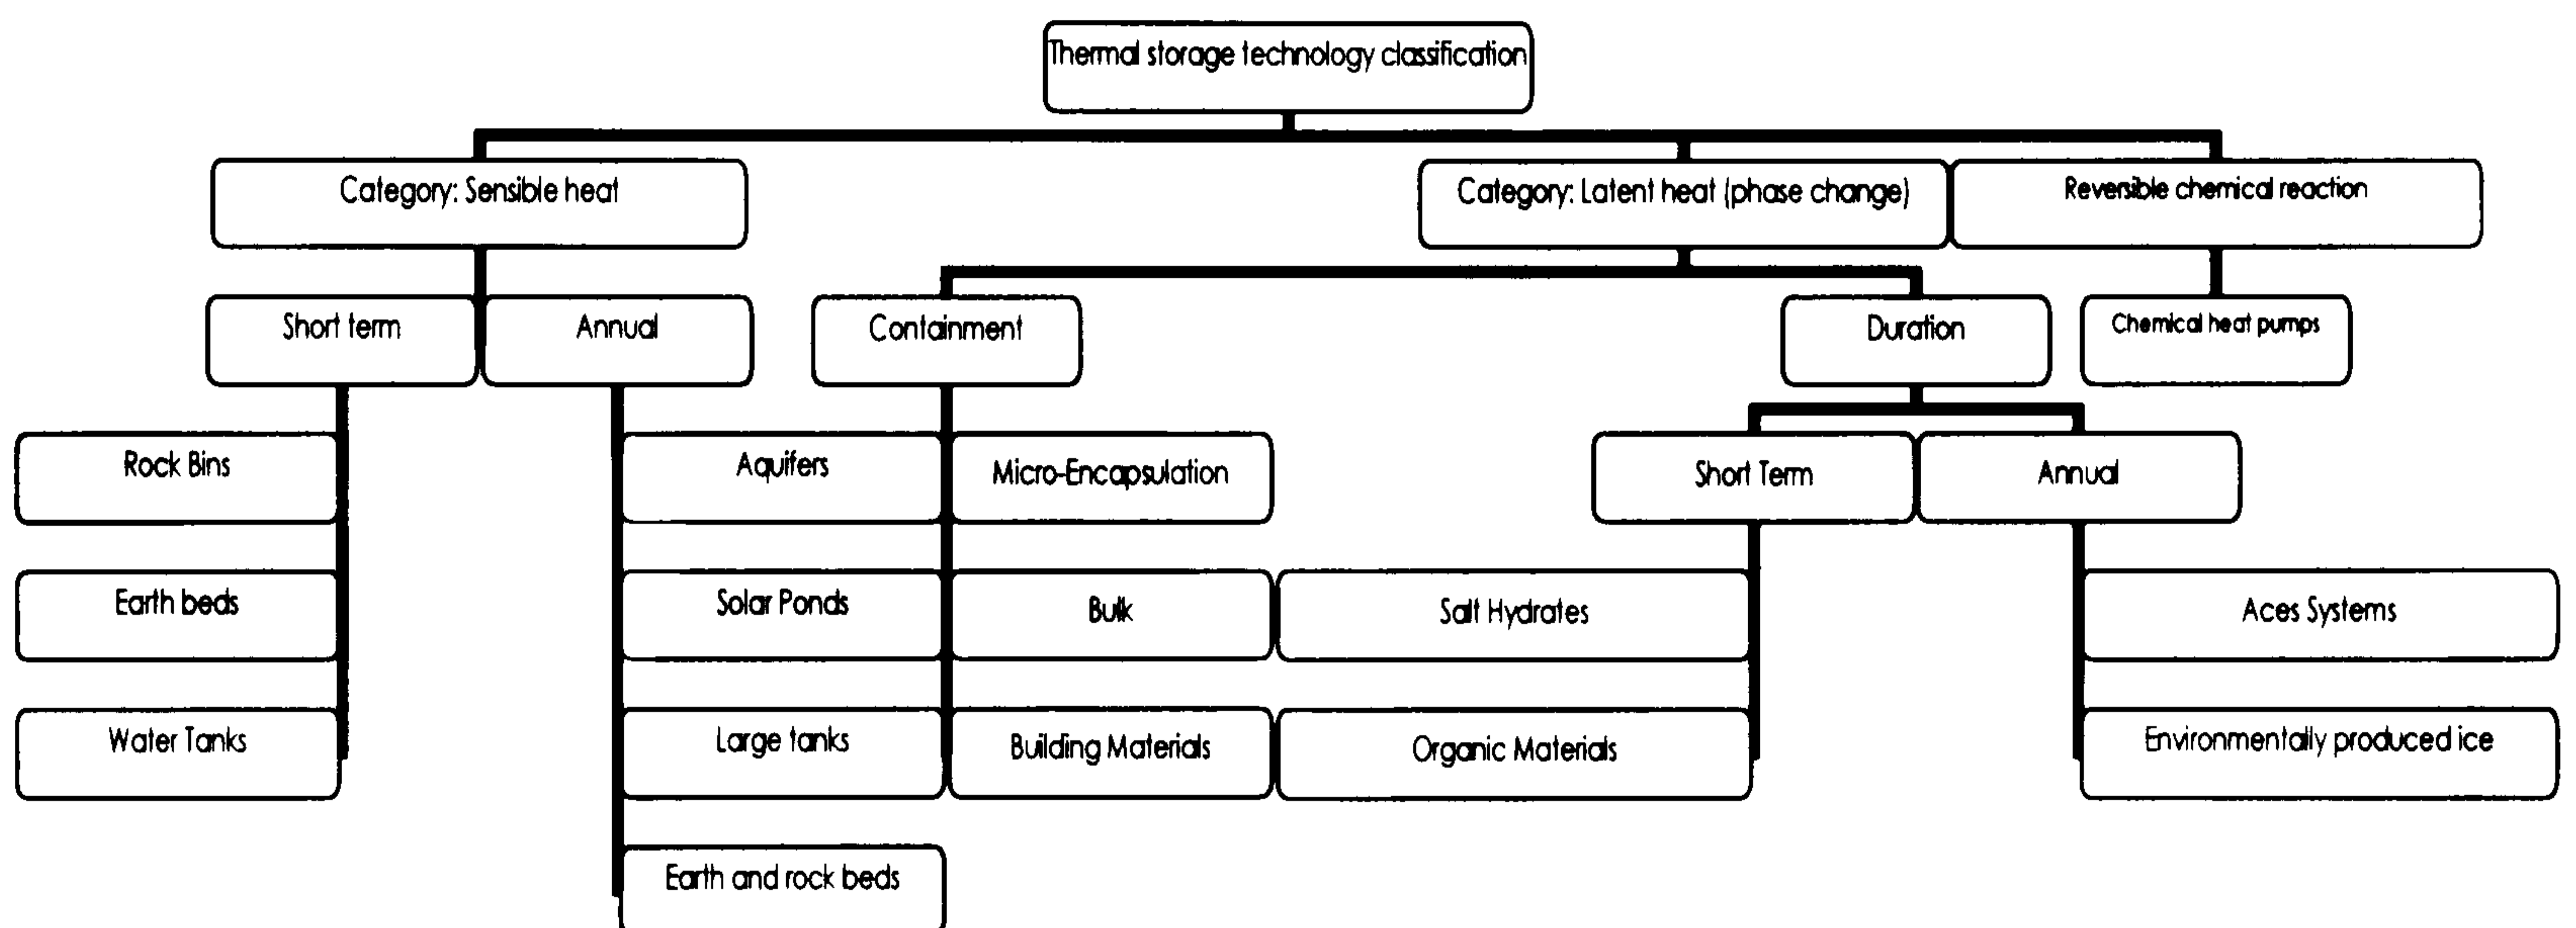 Thermal storage technology classification
Category: Sensible heat
Category: Latent heat (phase change)
Reversible chemical reaction
Short term
Annual
Containment
Duration
Chemical heat pumps
Rock Bins
Aquifers
Micro-Encapsulation
Short Term
Annual
Earth beds
Solar Ponds
Bulk
Salt Hydrates
Aces Systems
Water Tanks
Large tanks
Building Materials
Organic Materials
Environmentally produced ice
Earth and rock beds